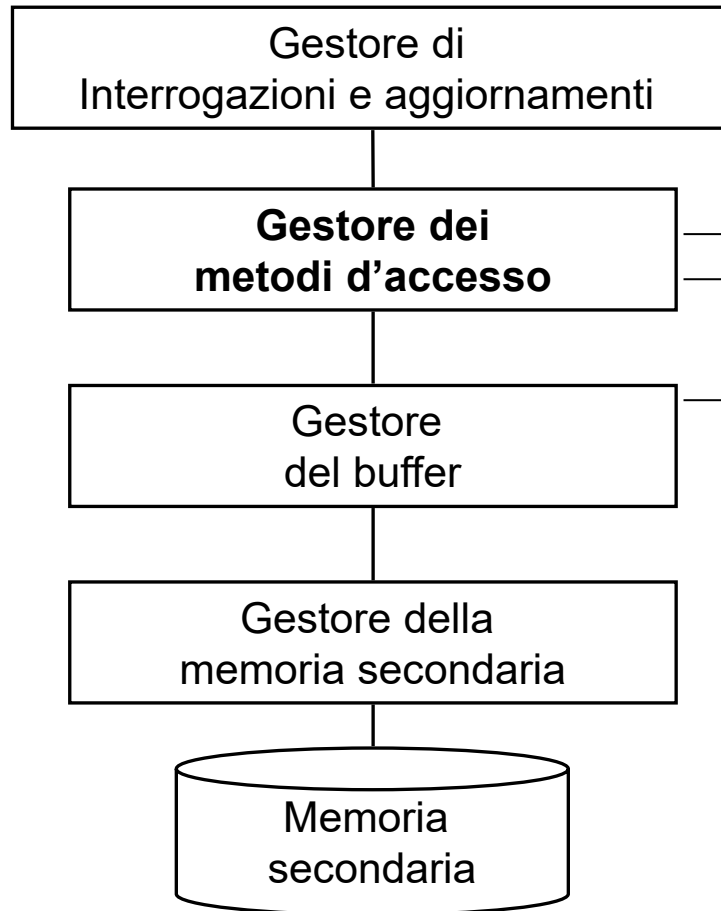 Gestore di
Interrogazioni e aggiornamenti
Gestore dei
metodi d'accesso
Gestore
del buffer
Gestore della
memoria secondaria
Memoria
secondaria